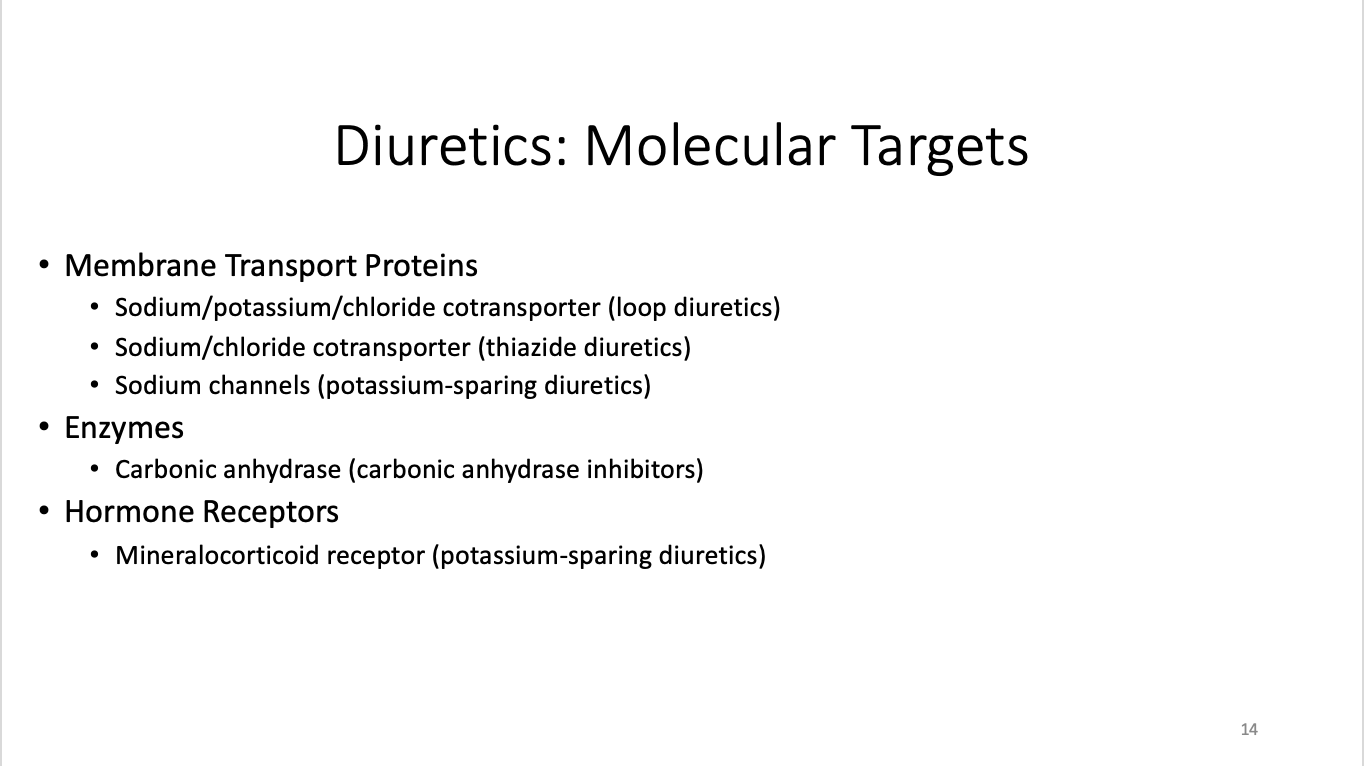 Diuretics: Molecular Targets
• Membrane Transport Proteins
• Sodium/potassium/chloride cotransporter (loop diuretics)
• Sodium/chloride cotransporter (thiazide diuretics)
• Sodium channels (potassium-sparing diuretics)
• Enzymes
• Carbonic anhydrase (carbonic anhydrase inhibitors)
• Hormone Receptors
• Mineralocorticoid receptor (potassium-sparing diuretics)
14